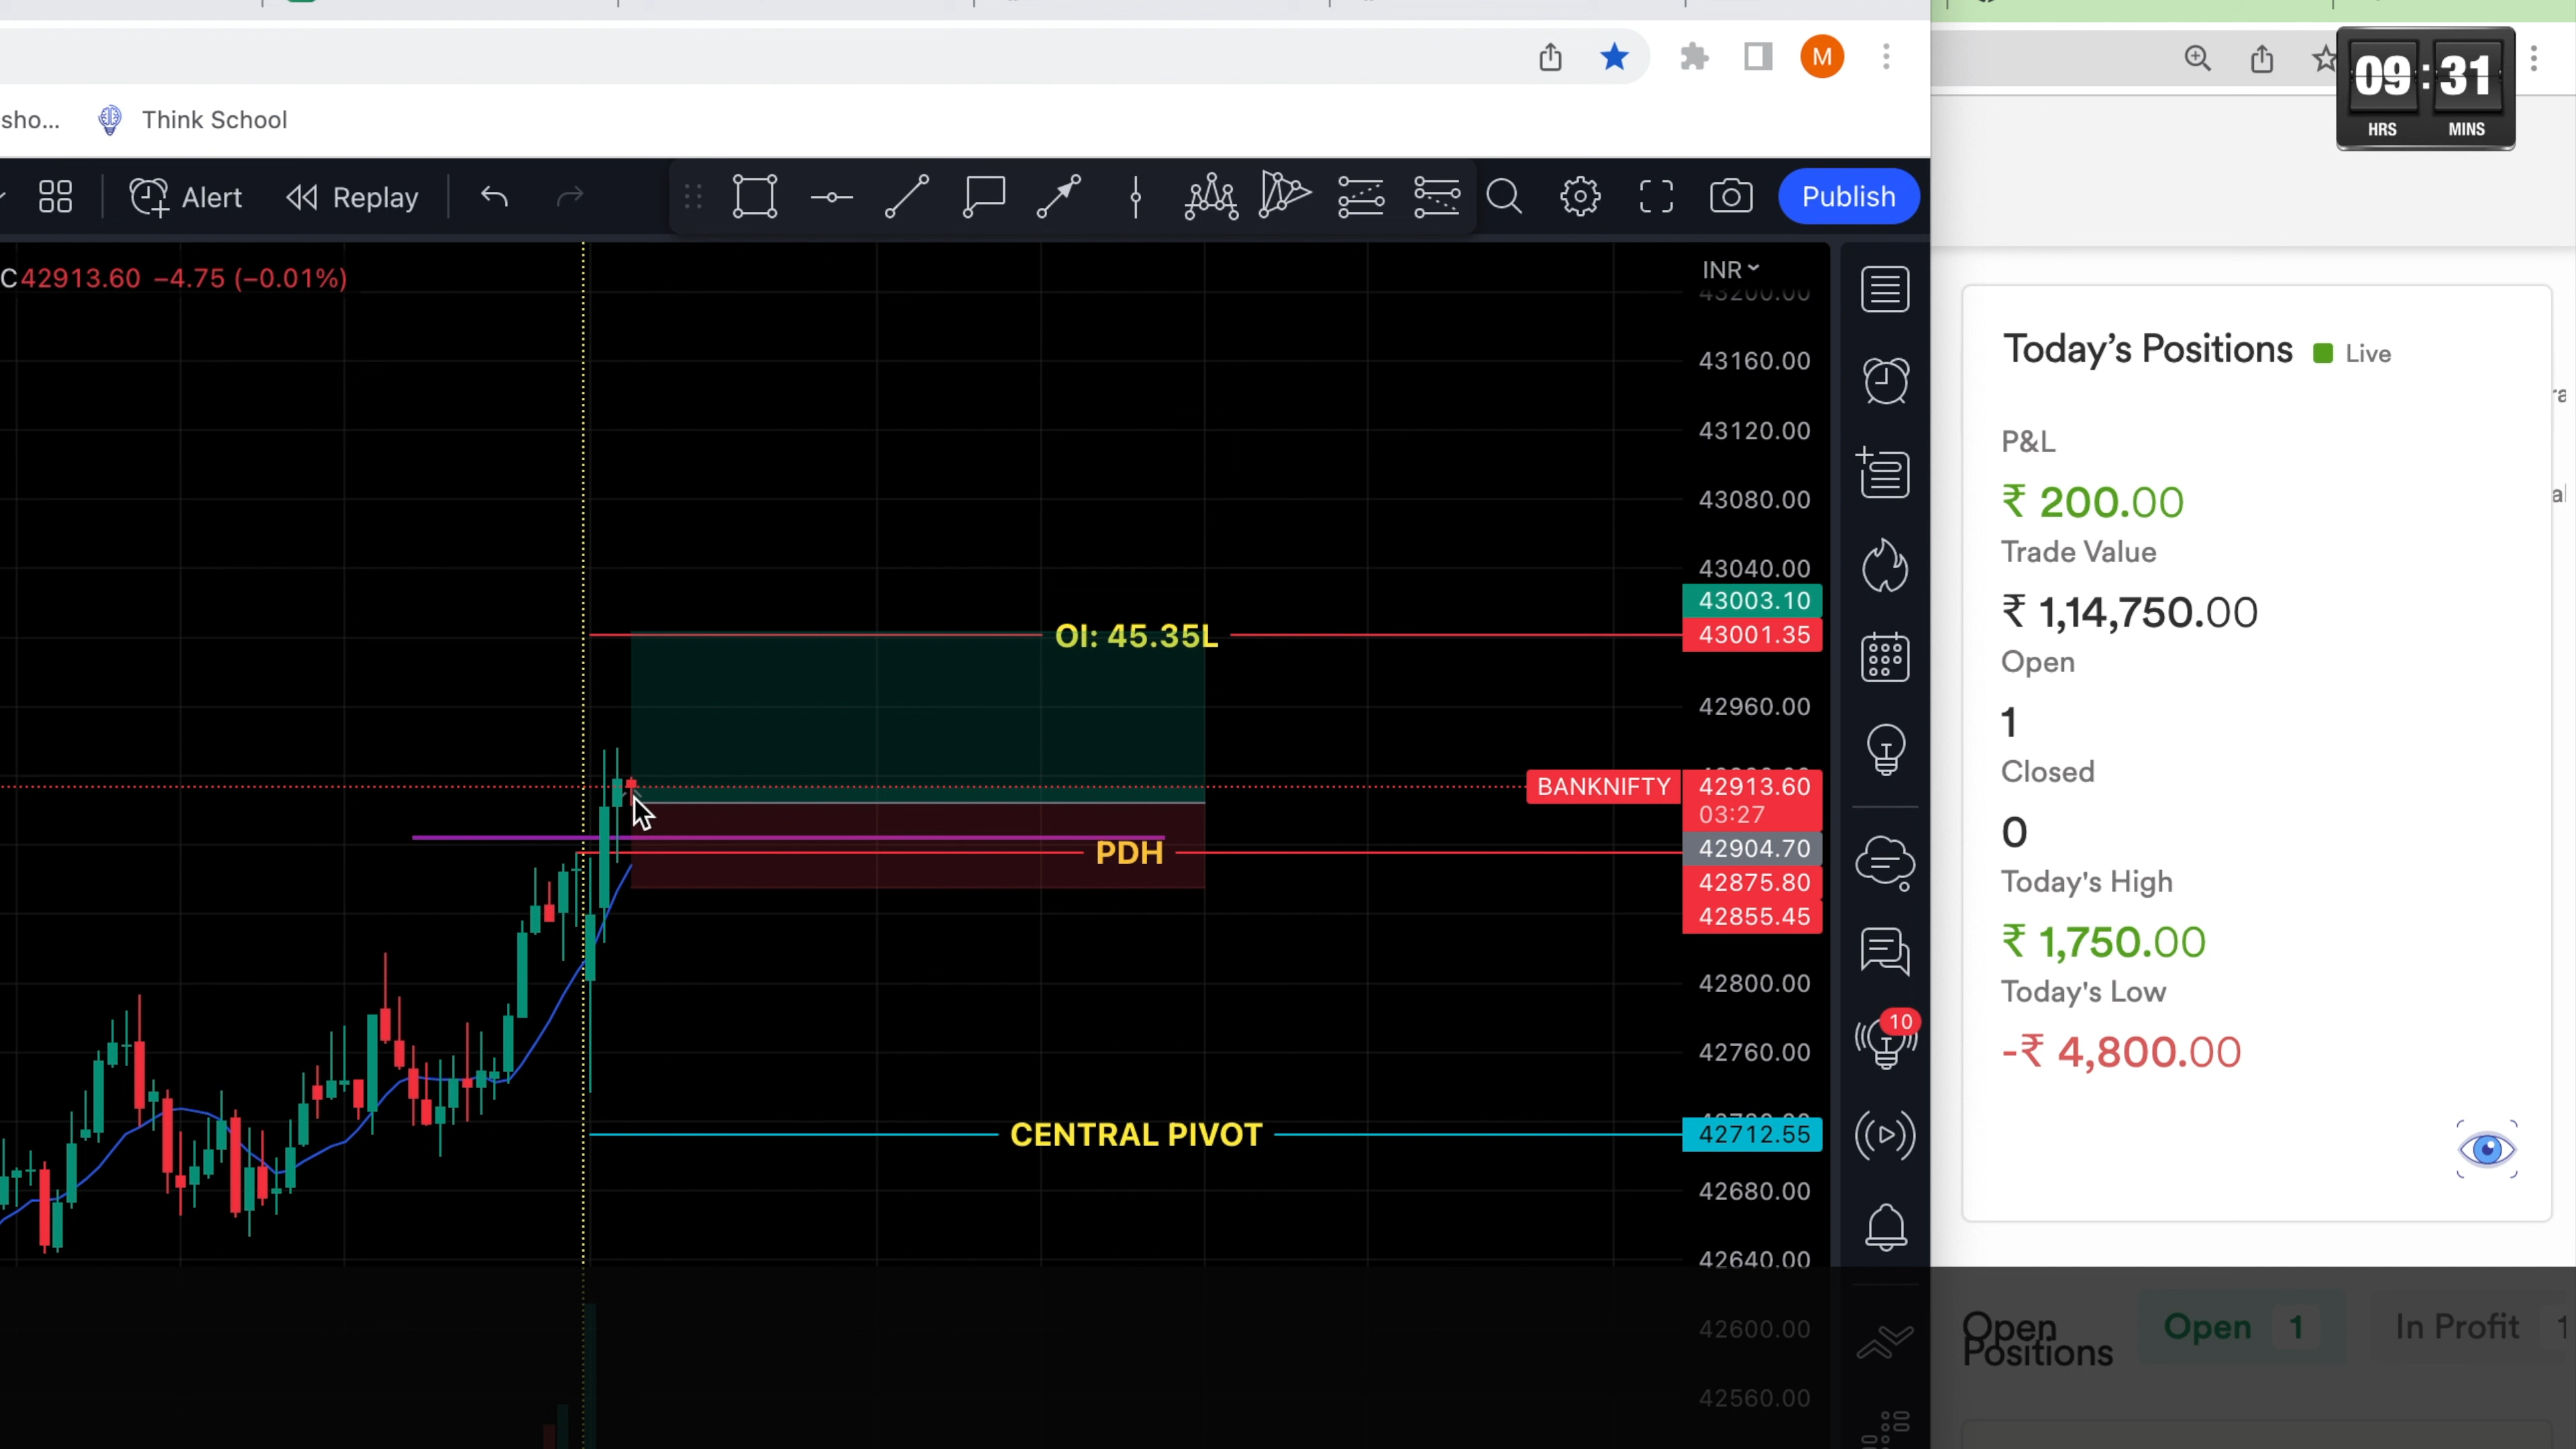 sho...
Think School
M
09:31
HRS
MINS
Alert
Replay
Publish
C42913.60 −4.75 (−0.01%)
INR
43200.00
43160.00
43120.00
43080.00
43040.00
43003.10
OI: 45.35L
43001.35
42960.00
BANKNIFTY
42913.60
03:27
42904.70
PDH
42875.80
42855.45
42800.00
42760.00
CENTRAL PIVOT
42712.55
42680.00
42640.00
42600.00
42560.00
10
Today's Positions
Live
P&L
₹ 200.00
Trade Value
₹ 1,14,750.00
Open
1
Closed
0
Today's High
₹ 1,750.00
Today's Low
-₹ 4,800.00
Open
Positions
Open 1
In Profit 1